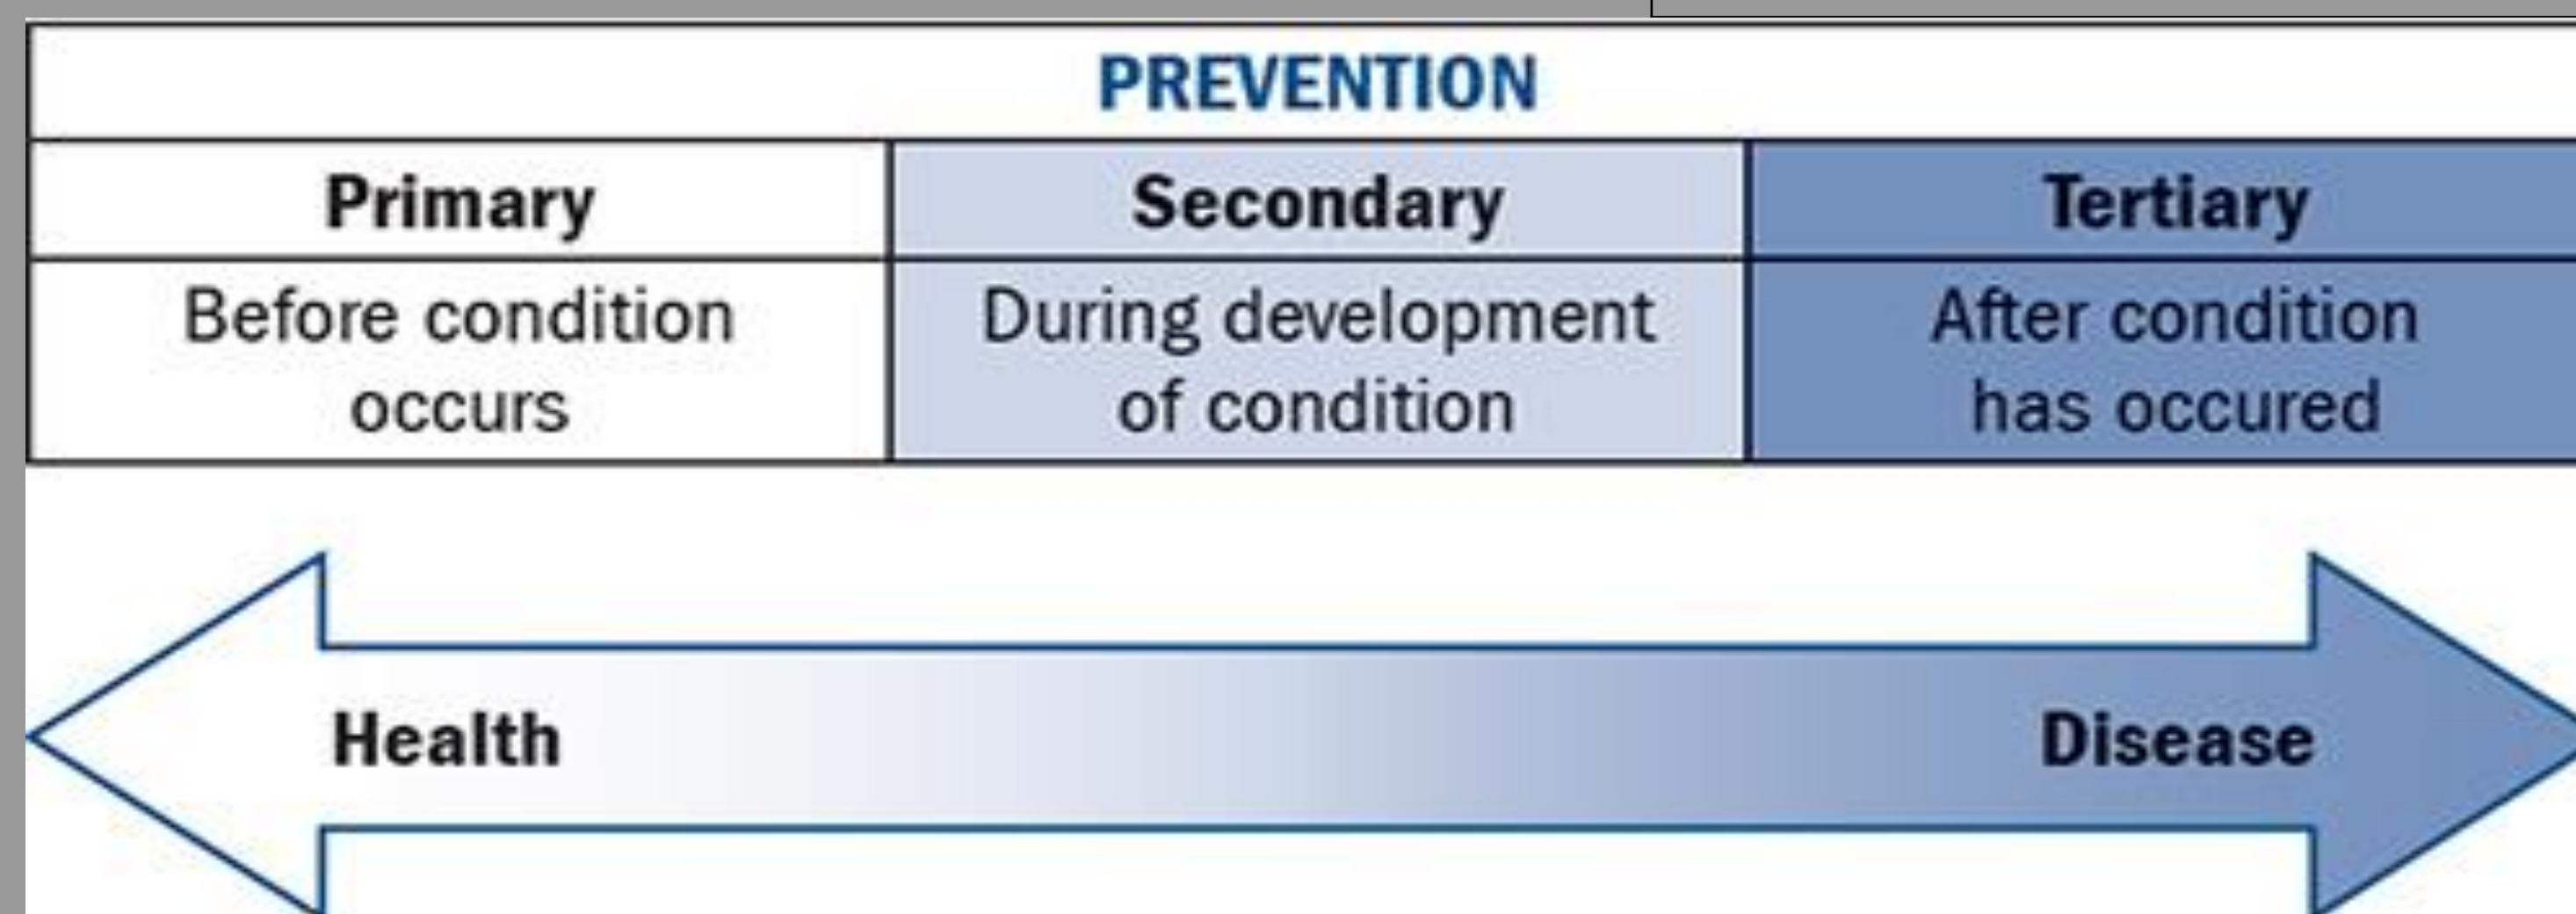 PREVENTION
Primary
Secondary
Tertiary
Before condition
occurs
During development
of condition
After condition
has occured
Health
Disease